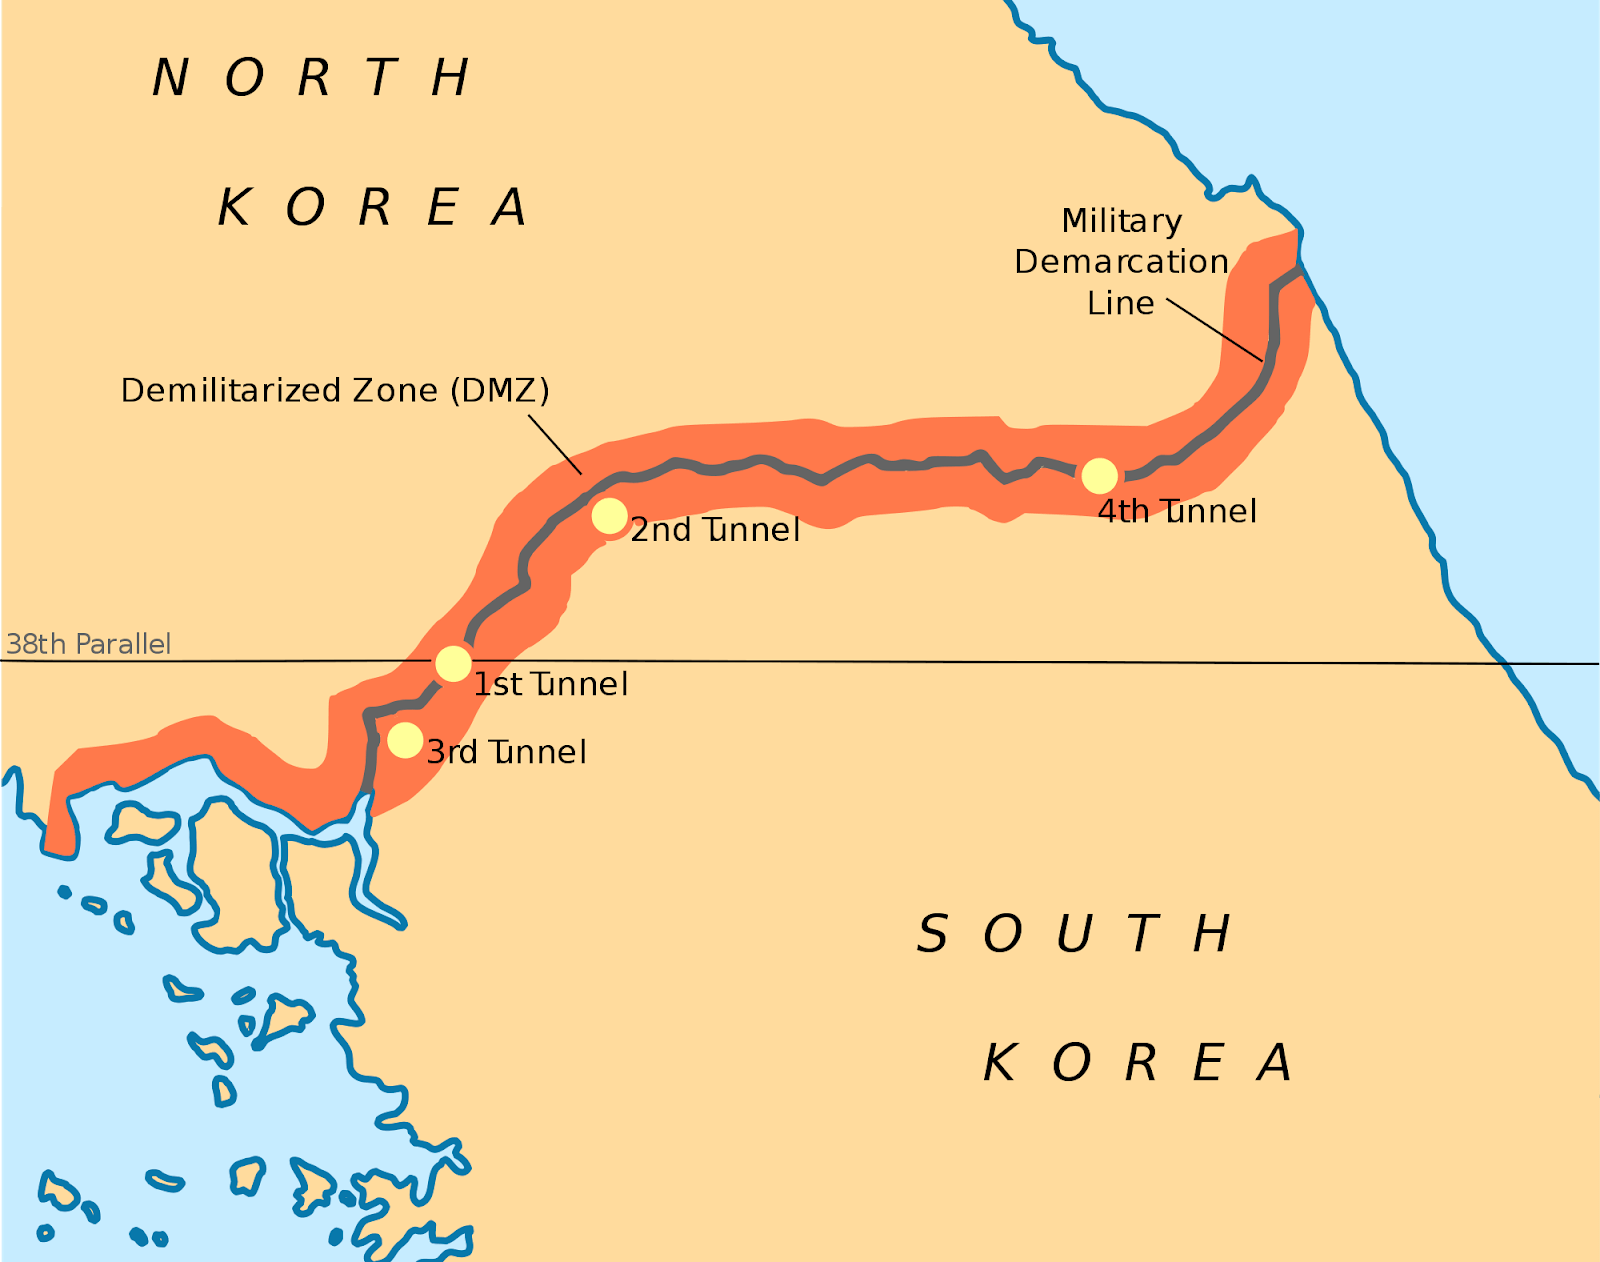 NORTH
KOREA
Military
Demarcation
Line
Demilitarized Zone (DMZ)
4th Tunnel
2nd Tunnel
38th Parallel
1st Tunnel
3rd Tunnel
SOUTH
KOREA